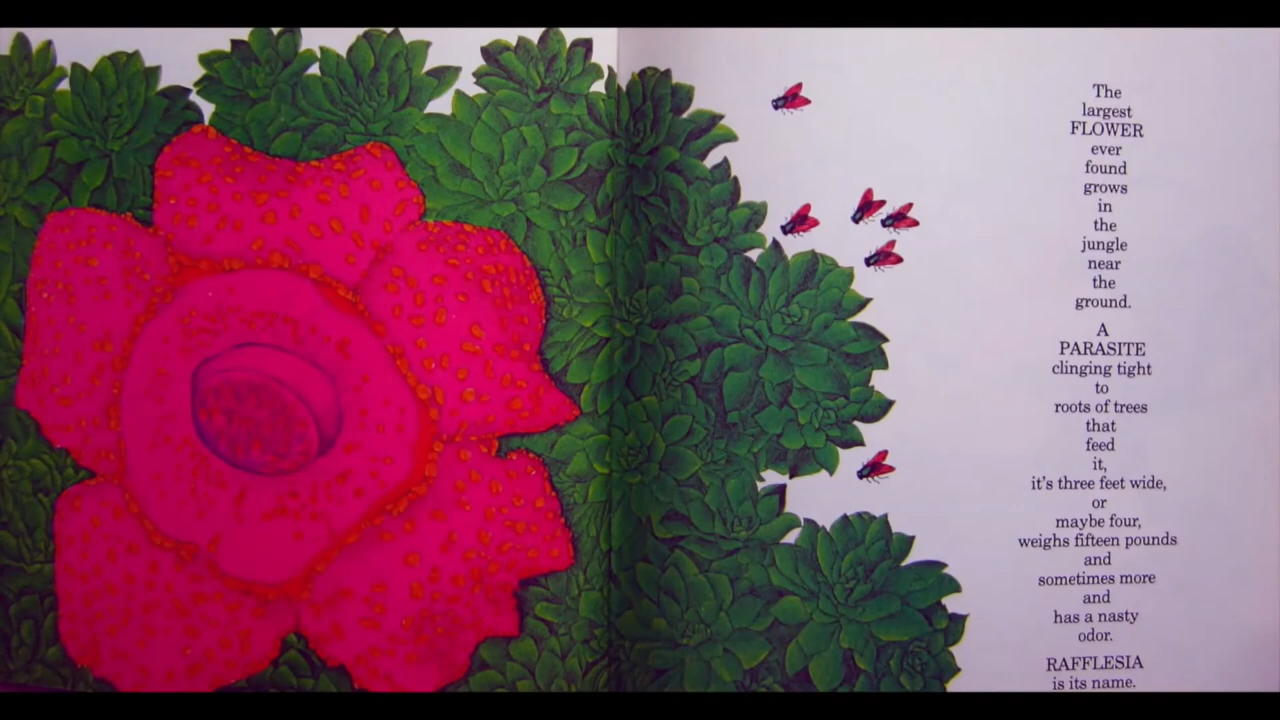 The
largest
FLOWER
ever
found
grows
in
the
jungle
near
the
ground.
A
PARASITE
clinging tight
to
roots of trees
that
feed
it,
it's three feet wide,
or
maybe four,
weighs fifteen pounds
and
sometimes more
and
has a nasty
odor.
RAFFLESIA
is its name.